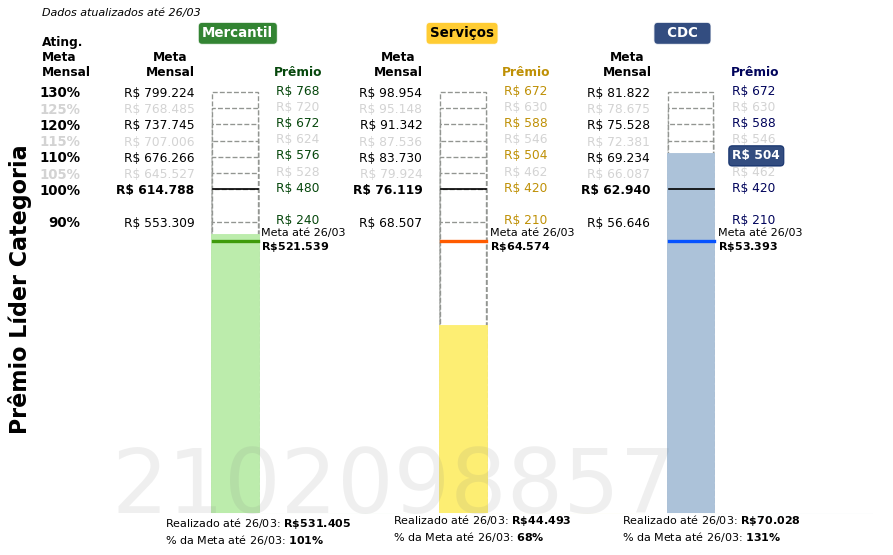 Dados atualizados até 26/03
Mercantil Serviços CDC
Ating. Meta Mensal Meta Mensal Prêmio Meta Mensal Prêmio Meta Mensal Prêmio
130% R$ 799.224 R$ 768 R$ 98.954 R$ 672 R$ 81.822 R$ 672
125% R$ 768.485 R$ 720 R$ 95.148 R$ 630 R$ 78.675 R$ 630
120% R$ 737.745 R$ 672 R$ 91.342 R$ 588 R$ 75.528 R$ 588
115% R$ 707.006 R$ 624 R$ 87.536 R$ 546 R$ 72.381 R$ 546
110% R$ 676.266 R$ 576 R$ 83.730 R$ 504 R$ 69.234 R$ 504
105% R$ 645.527 R$ 528 R$ 79.924 R$ 462 R$ 66.087 R$ 462
100% R$ 614.788 R$ 480 R$ 76.119 R$ 420 R$ 62.940 R$ 420
90% R$ 553.309 R$ 240 R$ 68.507 R$ 210 R$ 56.646 R$ 210
Meta até 26/03 Meta até 26/03 Meta até 26/03
R$521.539 R$64.574 R$53.393
Prêmio Líder Categoria
2102098857
Realizado até 26/03: R$531.405 Realizado até 26/03: R$44.493 Realizado até 26/03: R$70.028
% da Meta até 26/03: 101% % da Meta até 26/03: 68% % da Meta até 26/03: 131%